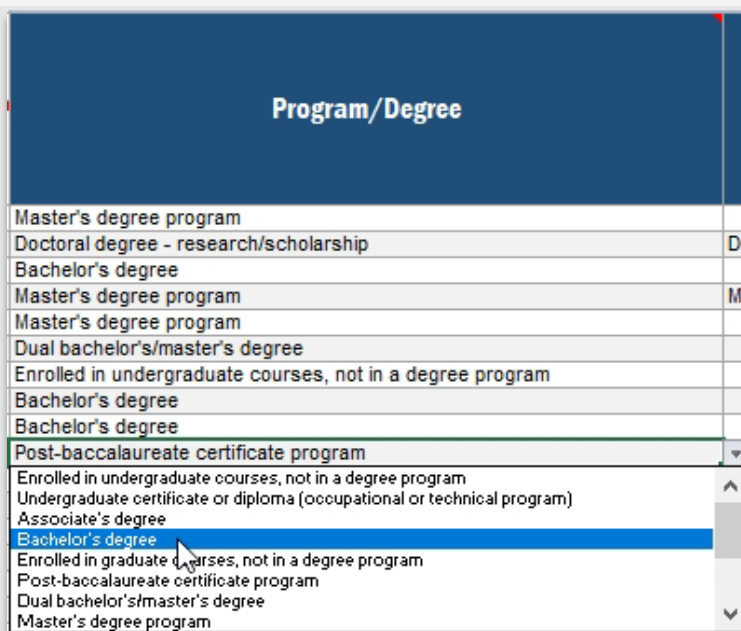 Program/Degree
Master's degree program
Doctoral degree - research/scholarship
D
Bachelor's degree
Master's degree program
M
Master's degree program
Dual bachelor's/master's degree
Enrolled in undergraduate courses, not in a degree program
Bachelor's degree
Bachelor's degree
Post-baccalaureate certificate program
Enrolled in undergraduate courses, not in a degree program
Undergraduate certificate or diploma (occupational or technical program)
Associate's degree
Bachelor's degree
Enrolled in graduate courses, not in a degree program
Post-baccalaureate certificate program
Dual bachelor's/master's degree
Master's degree program